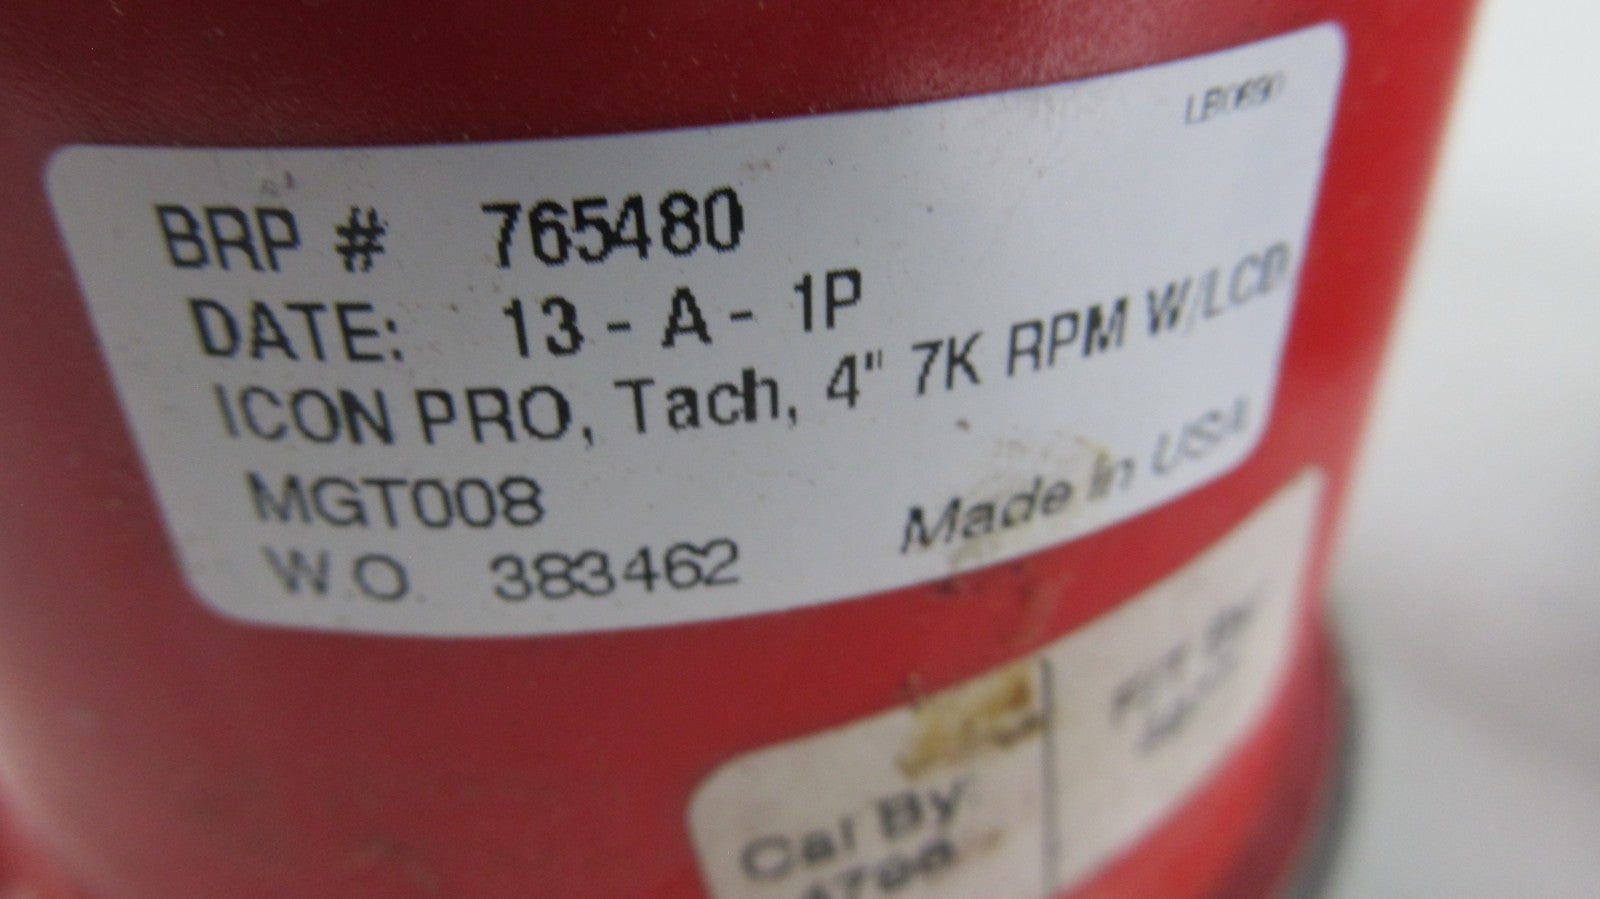 LB0690
BRP # 765480
DATE: 13 - A - 1P
ICON PRO, Tach, 4" 7K RPM W/LCD
MGT008
Made In USA
W.O. 383462
Cal By